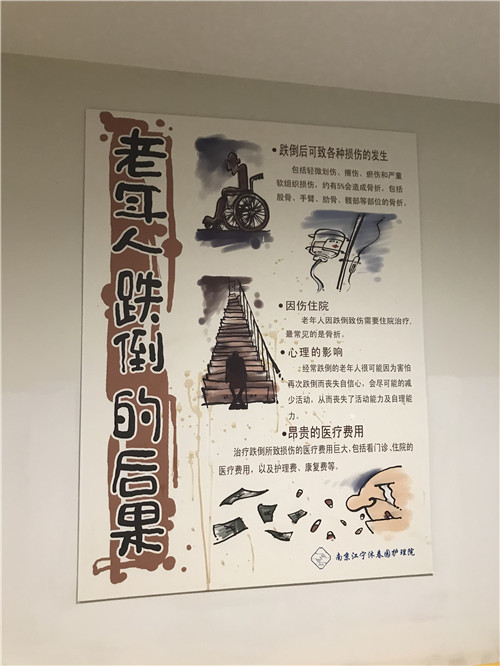 老年人跌倒的后果
•跌倒后可致各种损伤的发生
包括轻微划伤、擦伤、瘀伤和严重
软组织损伤，约有5%会造成骨折，包括
股骨、手臂、肋骨、髋部等部位的骨折。
•因伤住院
老年人因跌倒致伤需要住院治疗，
最常见的是骨折。
•心理的影响
经常跌倒的老年人很可能因为害怕
再次跌倒而丧失自信心，会尽可能的减
少活动，从而丧失了活动能力及自理能
力。
•昂贵的医疗费用
治疗跌倒所致损伤的医疗费用巨大，包括看门诊、住院的
医疗费用，以及护理费、康复费等。
南京江宁沐春园护理院